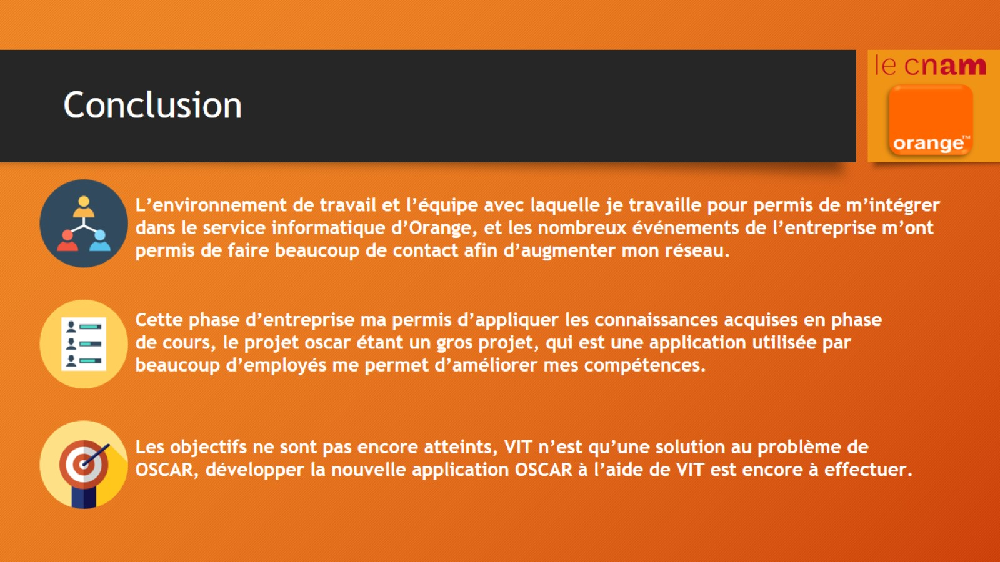 Conclusion
le cnam
orange™
L’environnement de travail et l’équipe avec laquelle je travaille pour permis de m’intégrer
dans le service informatique d’Orange, et les nombreux événements de l’entreprise m’ont
permis de faire beaucoup de contact afin d’augmenter mon réseau.
Cette phase d’entreprise ma permis d’appliquer les connaissances acquises en phase
de cours, le projet oscar étant un gros projet, qui est une application utilisée par
beaucoup d’employés me permet d’améliorer mes compétences.
Les objectifs ne sont pas encore atteints, VIT n’est qu’une solution au problème de
OSCAR, développer la nouvelle application OSCAR à l’aide de VIT est encore à effectuer.